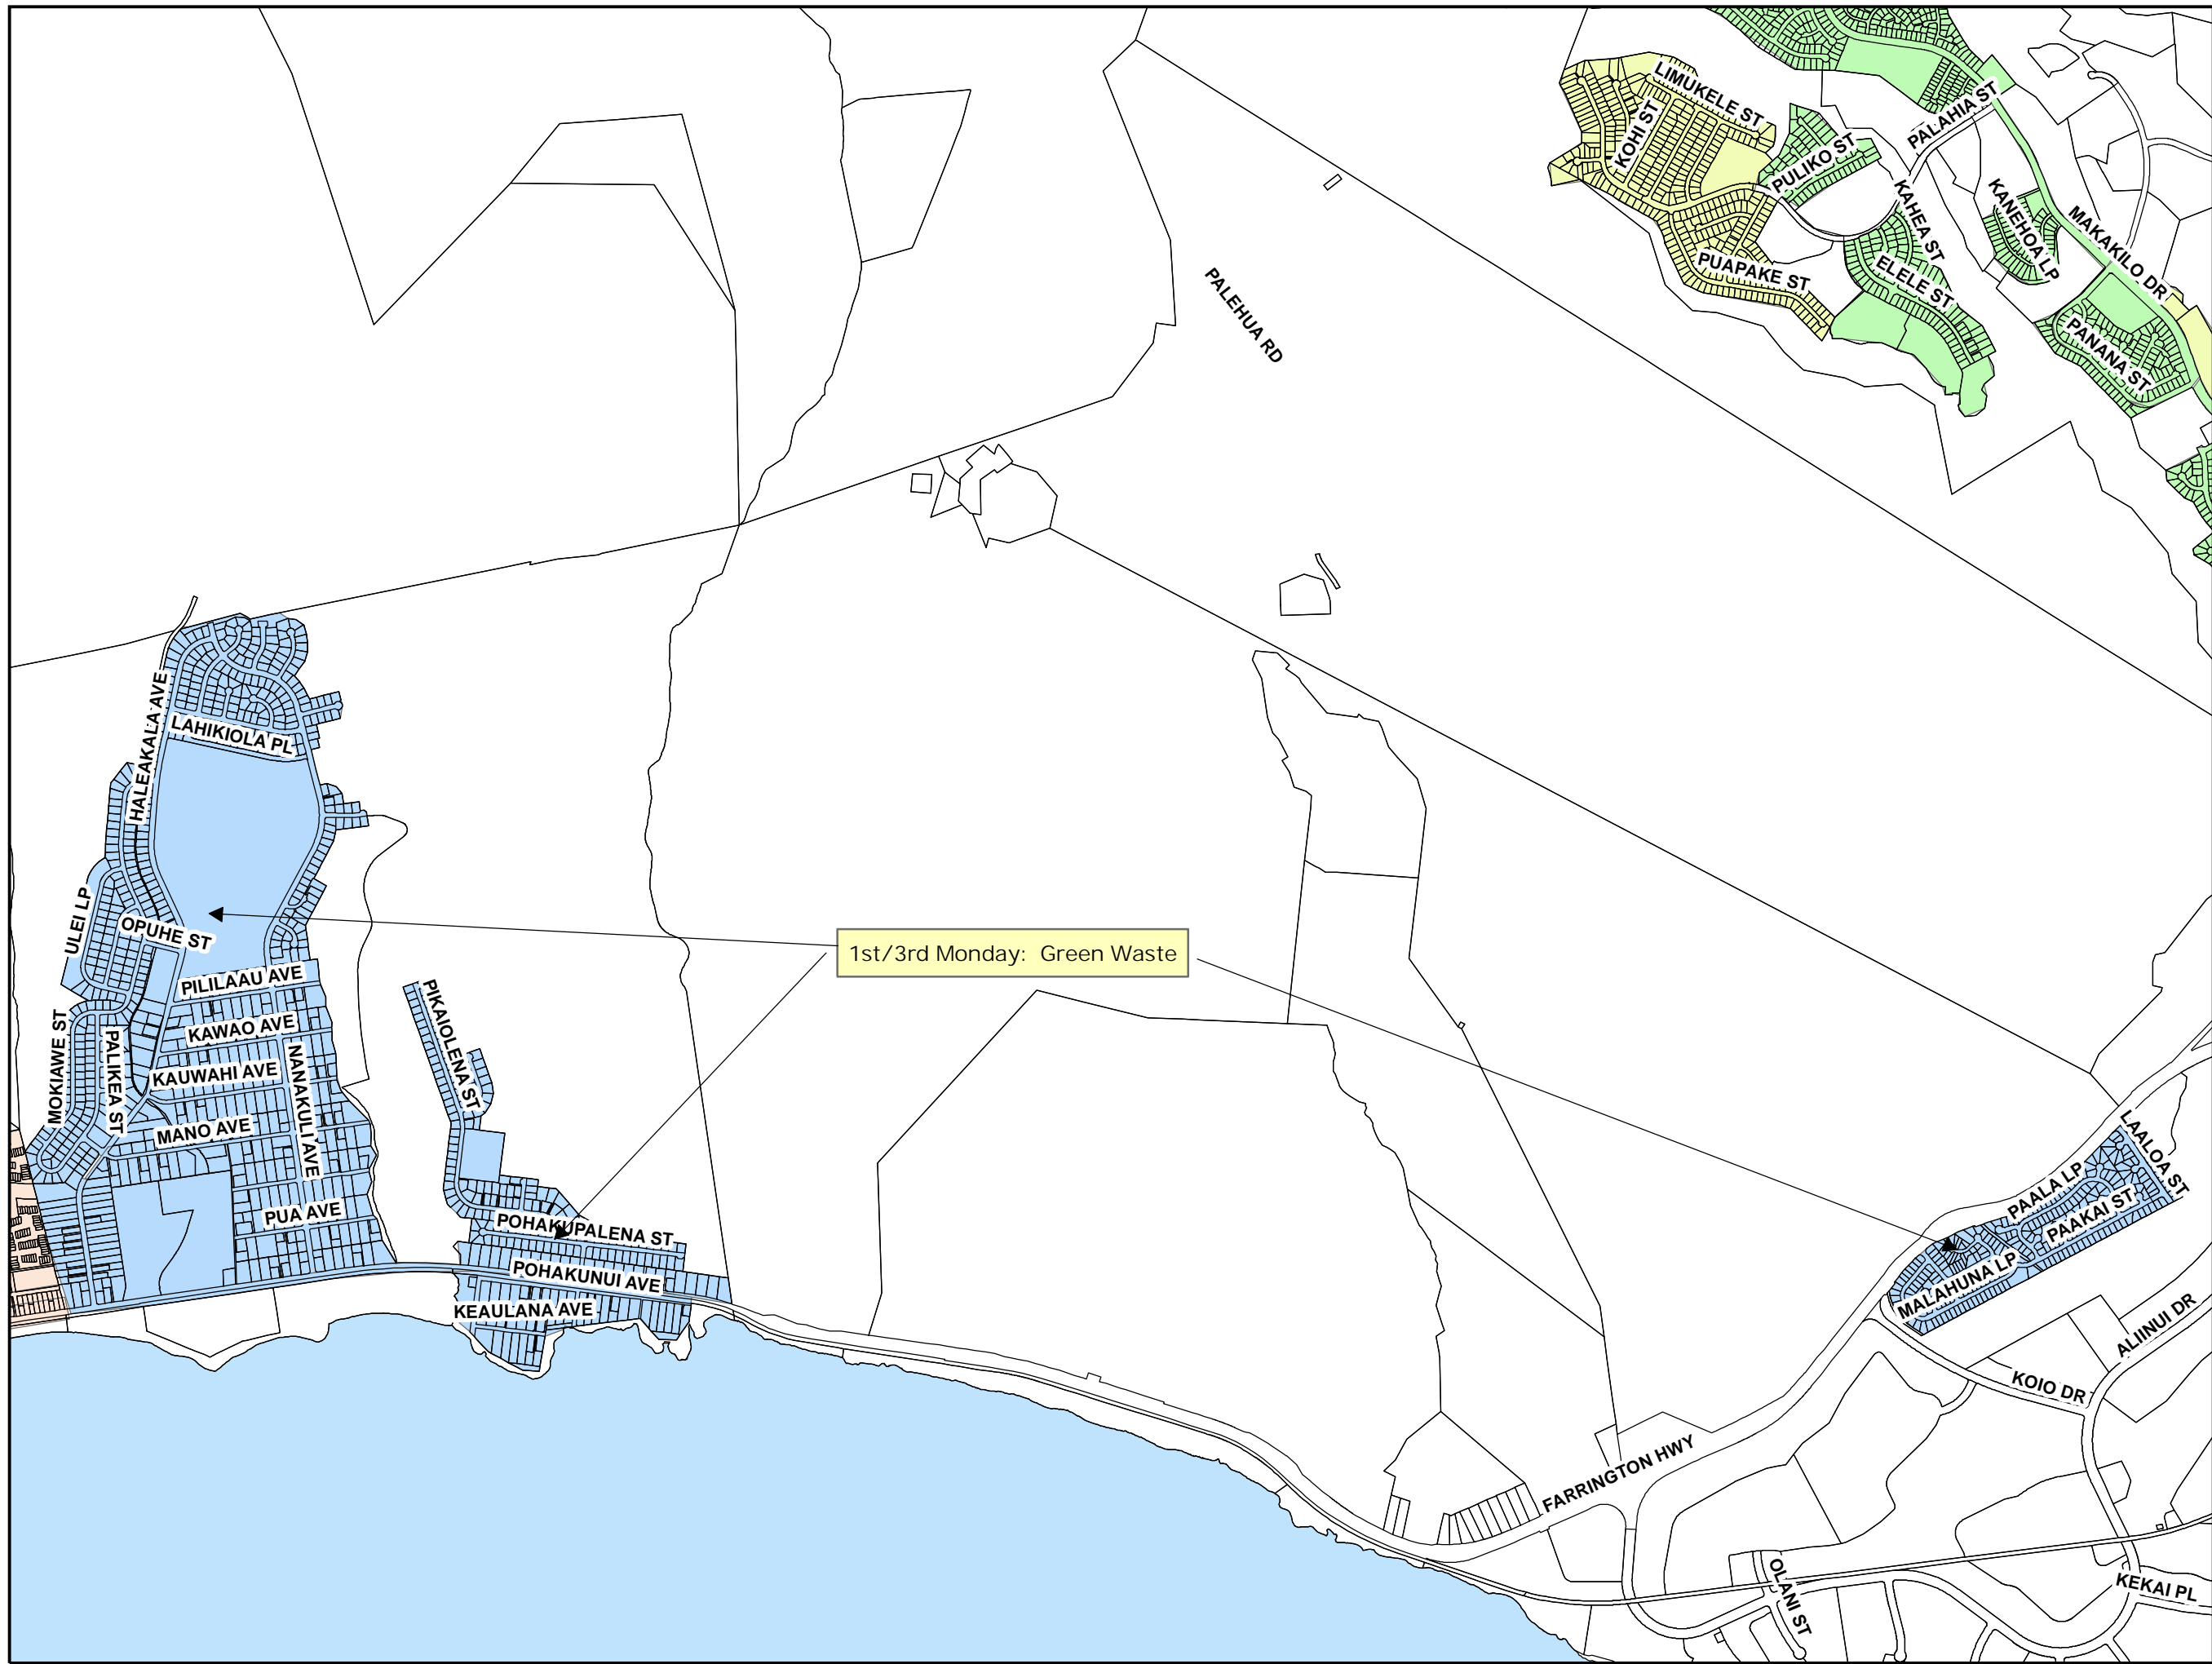 LIMUKELE ST
KOHI ST
PALAHIA ST
PULIKO ST
KAHEA ST
KANEHOA LP
MAKAKILO DR
PUAPAKE ST
ELELE ST
PANANA ST
PALEHUA RD
HALEAKALA AVE
LAHIKIOLA PL
ULEI LP
OPUHE ST
1st/3rd Monday:  Green Waste
PILILAAU AVE
PIKAIOLENA ST
KAWAO AVE
MOKIAWE ST
PALIKEA ST
KAUWAHI AVE
NANAKULI AVE
MANO AVE
PUA AVE
POHAKUPALENA ST
POHAKUNUI AVE
KEAULANA AVE
LAALOA ST
PAALA LP
PAAKAI ST
MALAHUNA LP
ALIINUI DR
KOIO DR
FARRINGTON HWY
OLANI ST
KEKAI PL